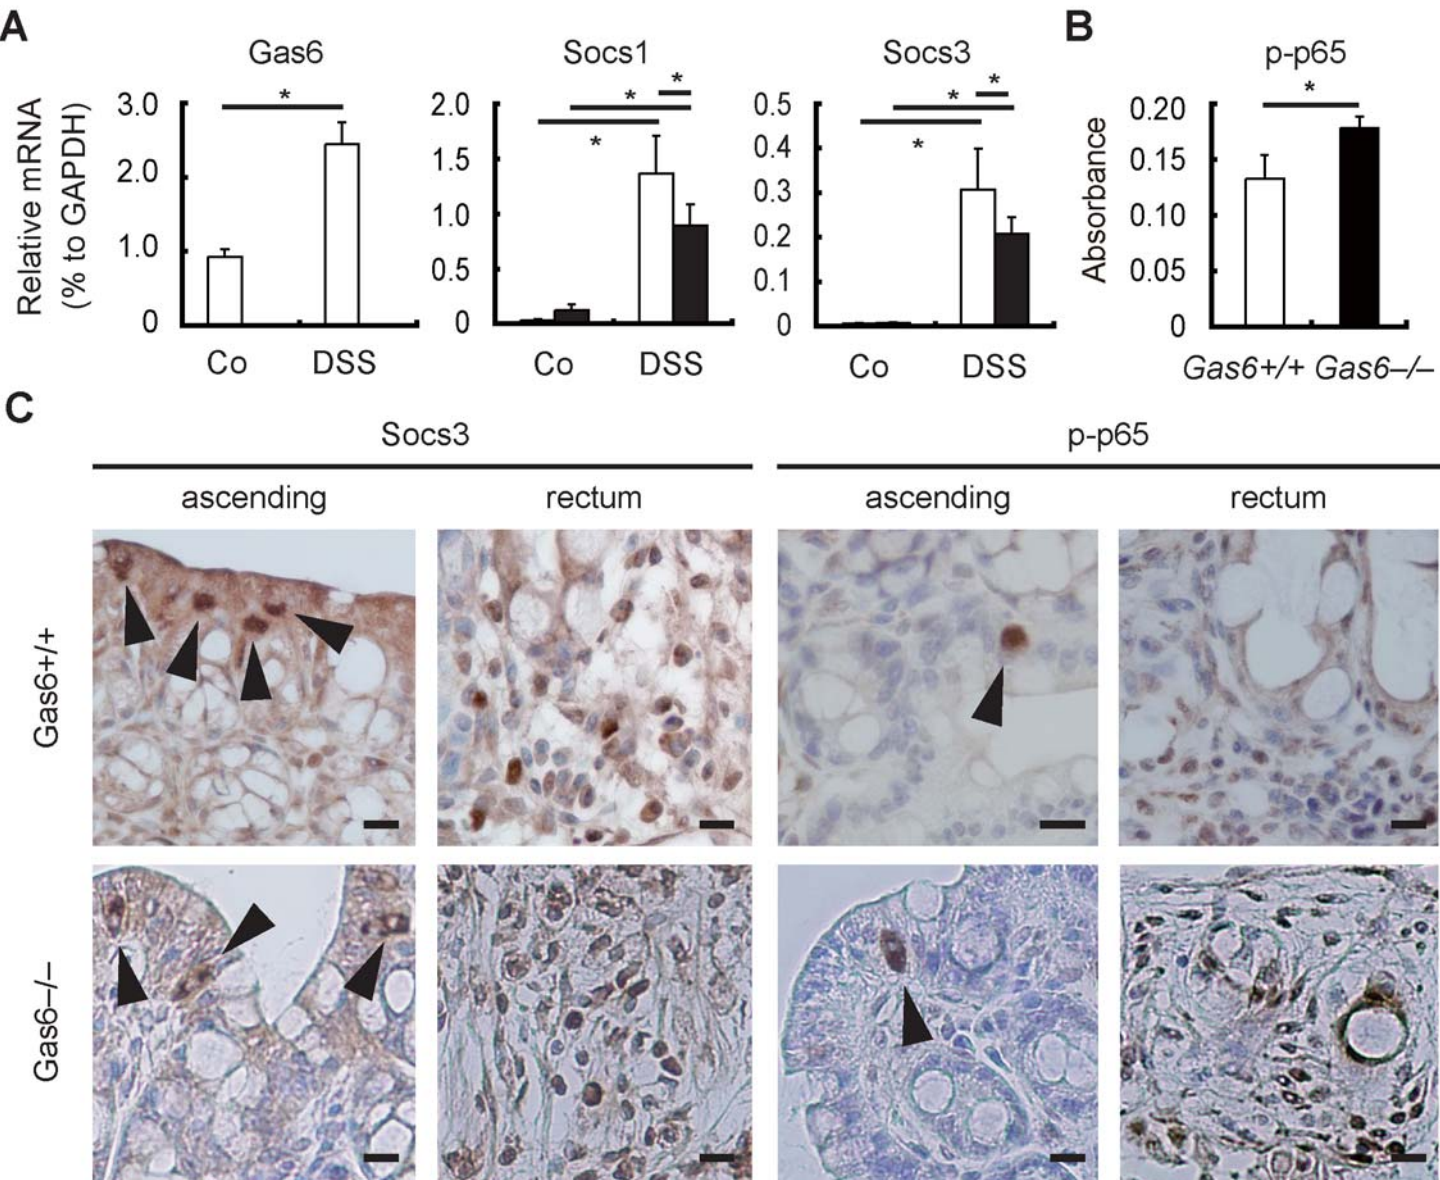 A
B
Gas6
Socs1
Socs3
p-p65
Relative mRNA
(% to GAPDH)
3.0
2.0
1.0
0
*
Co
DSS
2.0
1.5
1.0
0.5
0
*
*
*
Co
DSS
0.5
0.4
0.3
0.2
0.1
0
*
*
*
Co
DSS
Absorbance
0.20
0.15
0.10
0.05
0
*
Gas6+/+ Gas6–/–
C
Socs3
p-p65
ascending
rectum
ascending
rectum
Gas6+/+
Gas6–/–